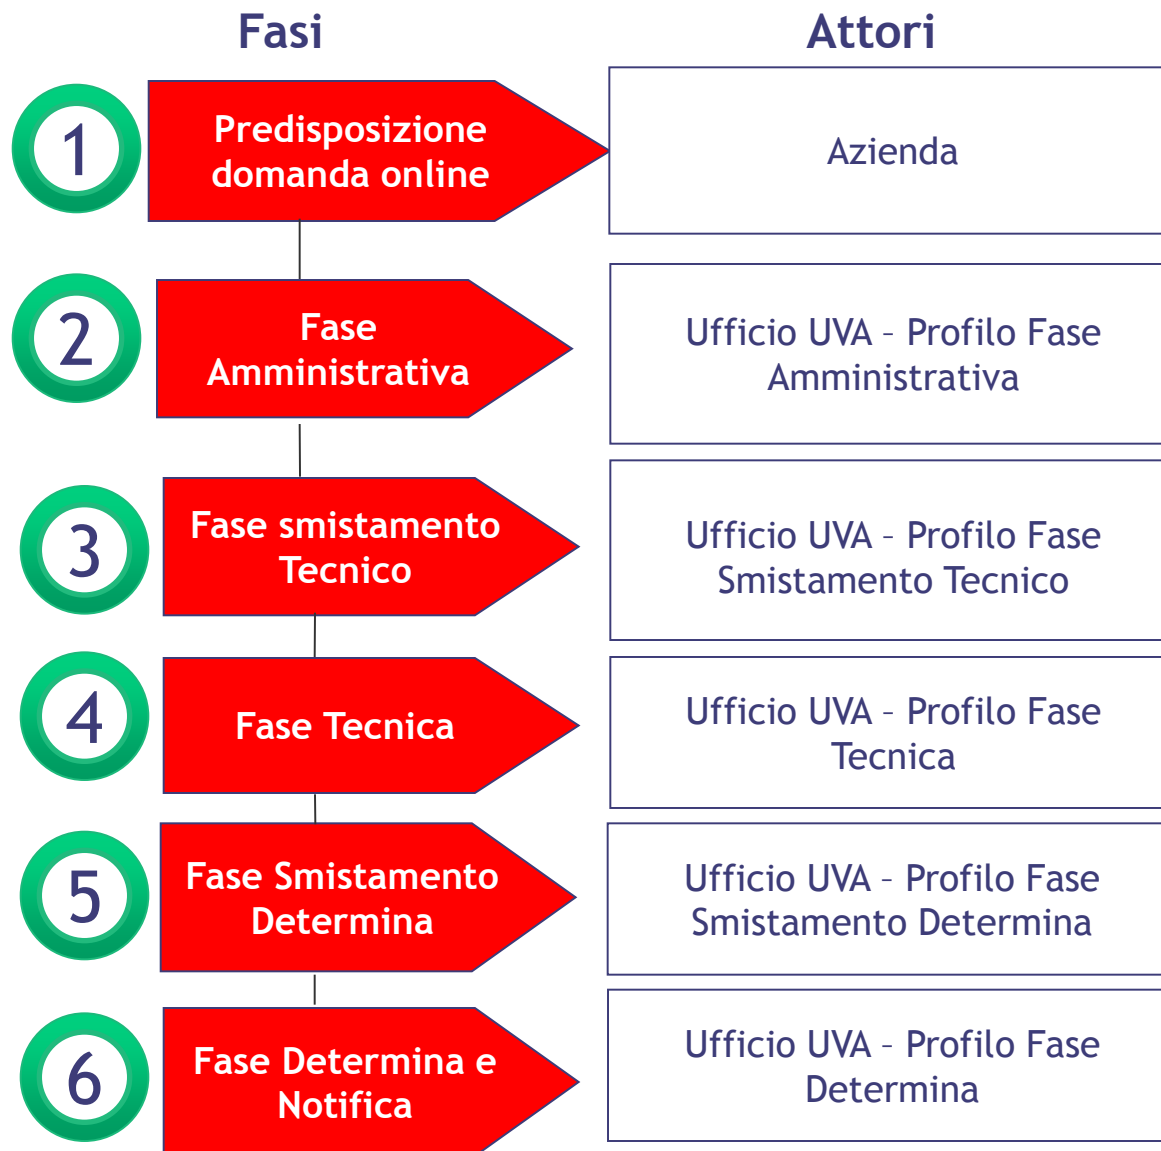 Fasi
Attori
1
Predisposizione
domanda online
Azienda
2
Fase
Amministrativa
Ufficio UVA – Profilo Fase
Amministrativa
3
Fase smistamento
Tecnico
Ufficio UVA – Profilo Fase
Smistamento Tecnico
4
Fase Tecnica
Ufficio UVA – Profilo Fase
Tecnica
5
Fase Smistamento
Determina
Ufficio UVA – Profilo Fase
Smistamento Determina
6
Fase Determina e
Notifica
Ufficio UVA – Profilo Fase
Determina